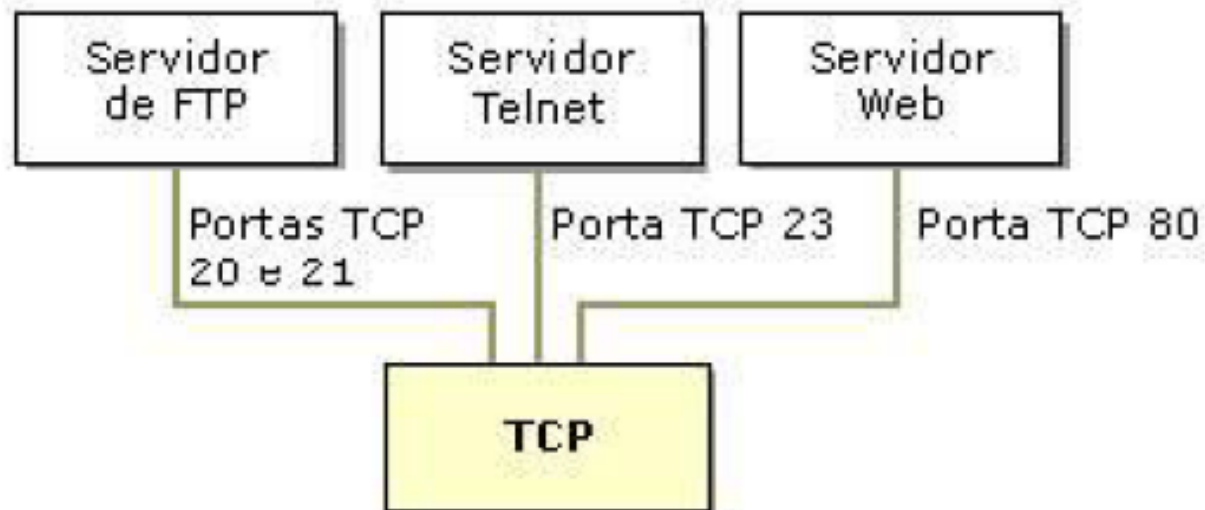 Servidor
de FTP
Servidor
Telnet
Servidor
Web
Portas TCP
20 e 21
Porta TCP 23
Porta TCP 80
TCP